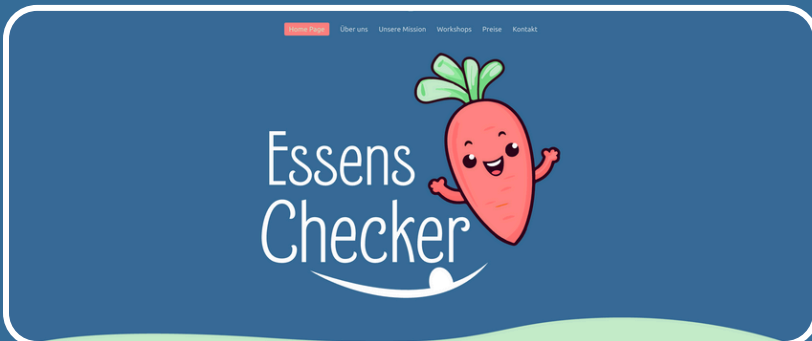 Home Page Über uns Unsere Mission Workshops Preise Kontakt
Essens
Checker